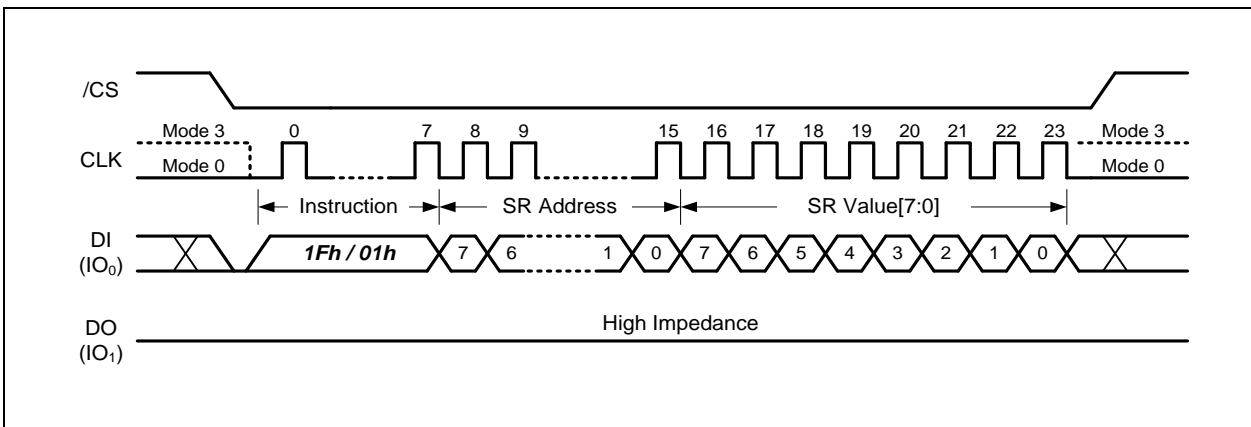 /CS
Mode 3 0 7 8 9 15 16 17 18 19 20 21 22 23 Mode 3
CLK
Mode 0 Mode 0
Instruction SR Address SR Value[7:0]
DI
(IO₀)
1Fh / 01h 7 6 1 0 7 6 5 4 3 2 1 0
High Impedance
DO
(IO₁)